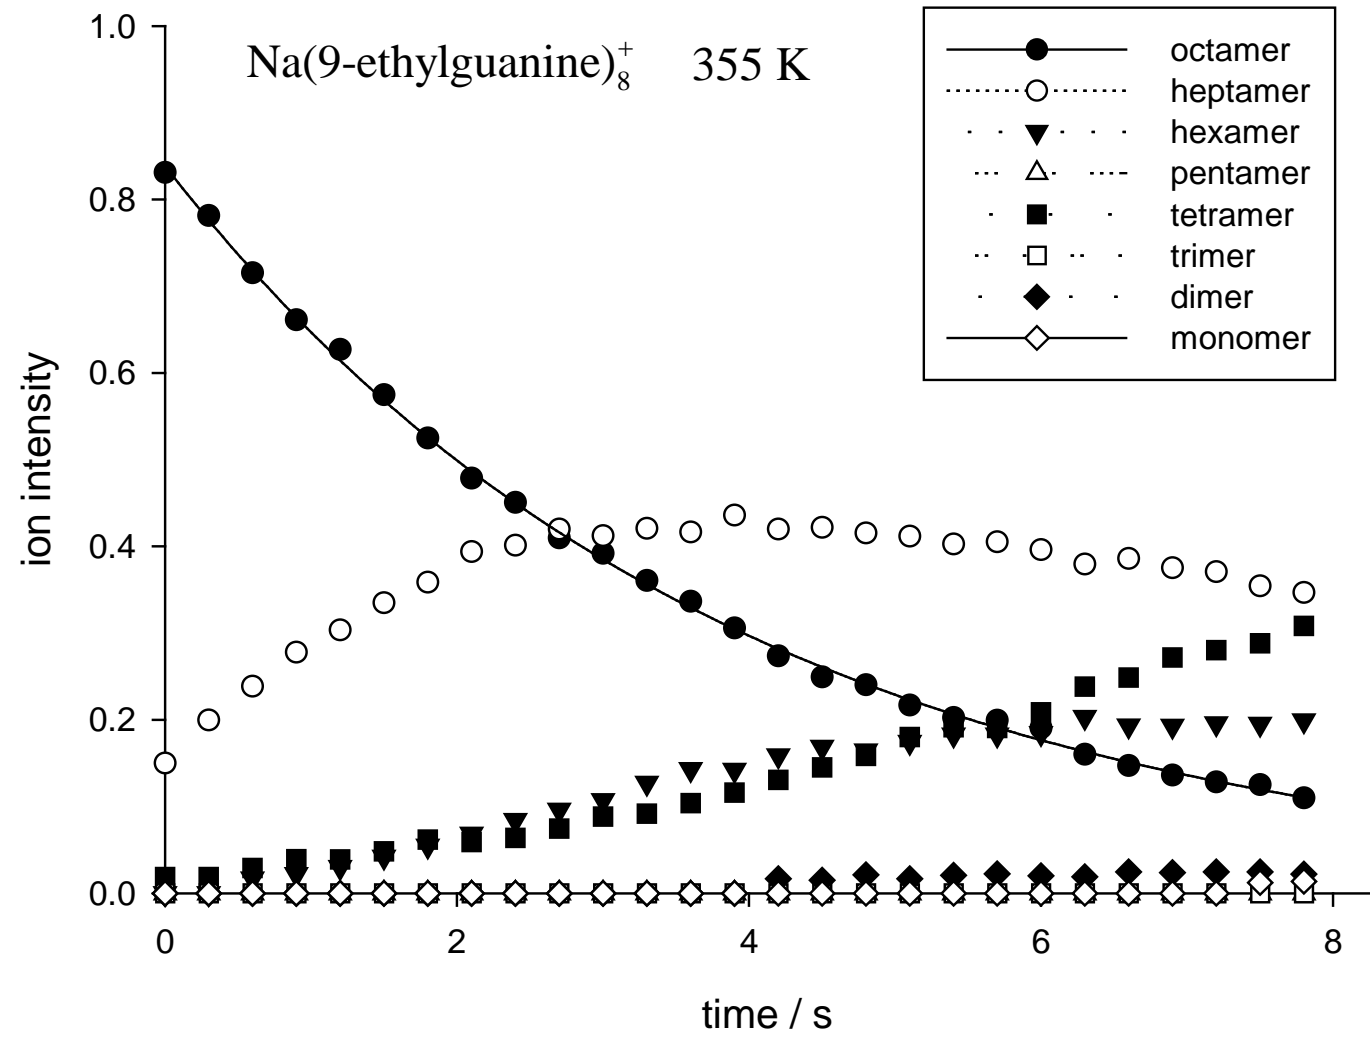 1.0
Na(9-ethylguanine)₈⁺ 355 K
octamer
heptamer
hexamer
pentamer
tetramer
trimer
dimer
monomer
0.8
0.6
0.4
0.2
0.0
ion intensity
0 2 4 6 8
time / s